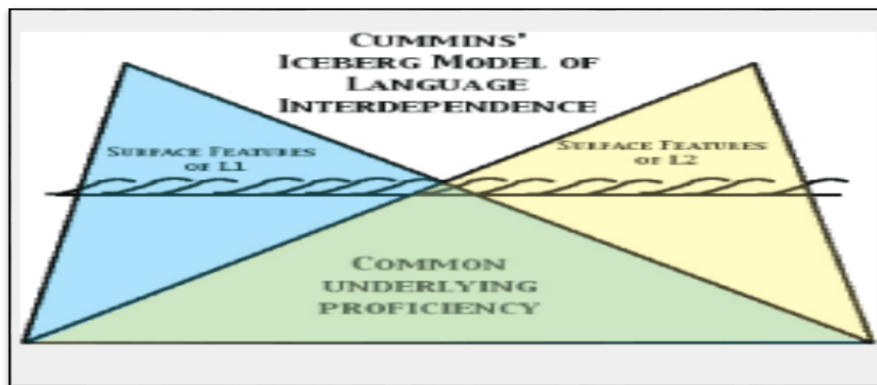 CUMMINS'
ICEBERG MODEL OF
LANGUAGE
INTERDEPENDENCE
SURFACE FEATURES
OF L1
SURFACE FEATURES
OF L2
COMMON
UNDERLYING
PROFICIENCY